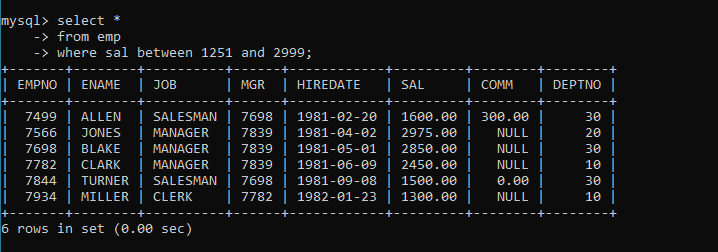 mysql> select *
    -> from emp
    -> where sal between 1251 and 2999;
+-------+--------+----------+------+------------+---------+--------+--------+
| EMPNO | ENAME  | JOB      | MGR  | HIREDATE   | SAL     | COMM   | DEPTNO |
+-------+--------+----------+------+------------+---------+--------+--------+
|  7499 | ALLEN  | SALESMAN | 7698 | 1981-02-20 | 1600.00 | 300.00 |     30 |
|  7566 | JONES  | MANAGER  | 7839 | 1981-04-02 | 2975.00 |   NULL |     20 |
|  7698 | BLAKE  | MANAGER  | 7839 | 1981-05-01 | 2850.00 |   NULL |     30 |
|  7782 | CLARK  | MANAGER  | 7839 | 1981-06-09 | 2450.00 |   NULL |     10 |
|  7844 | TURNER | SALESMAN | 7698 | 1981-09-08 | 1500.00 |   0.00 |     30 |
|  7934 | MILLER | CLERK    | 7782 | 1982-01-23 | 1300.00 |   NULL |     10 |
+-------+--------+----------+------+------------+---------+--------+--------+
6 rows in set (0.00 sec)